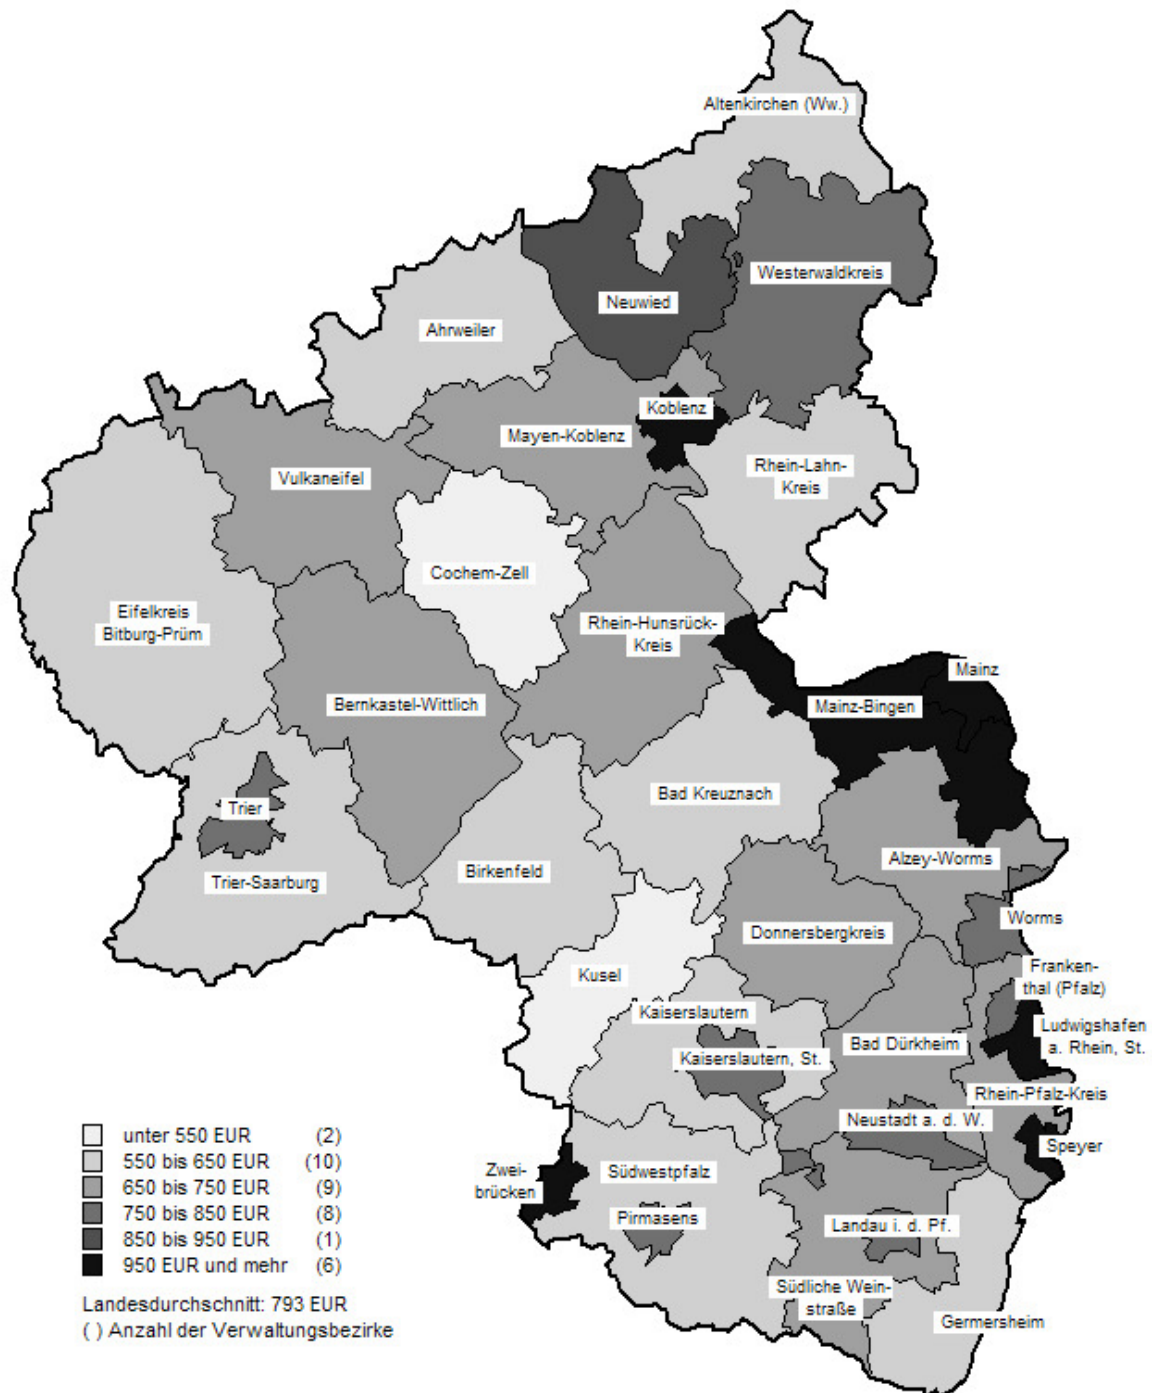 Altenkirchen (Ww.)
Westerwaldkreis
Neuwied
Ahrweiler
Koblenz
Mayen-Koblenz
Rhein-Lahn-
Kreis
Vulkaneifel
Cochem-Zell
Eifelkreis
Bitburg-Prüm
Rhein-Hunsrück-
Kreis
Mainz
Bernkastel-Wittlich
Mainz-Bingen
Bad Kreuznach
Trier
Alzey-Worms
Birkenfeld
Trier-Saarburg
Worms
Donnersbergkreis
Kusel
Franken-
thal (Pfalz)
Kaiserslautern
Ludwigshafen
a. Rhein, St.
Bad Dürkheim
Kaiserslautern, St.
Rhein-Pfalz-Kreis
Neustadt a. d. W.
Speyer
Zwei-
brücken
Südwestpfalz
Pirmasens
Landau i. d. Pf.
Südliche Wein-
straße
Germersheim
unter 550 EUR (2)
550 bis 650 EUR (10)
650 bis 750 EUR (9)
750 bis 850 EUR (8)
850 bis 950 EUR (1)
950 EUR und mehr (6)
Landesdurchschnitt: 793 EUR
( ) Anzahl der Verwaltungsbezirke